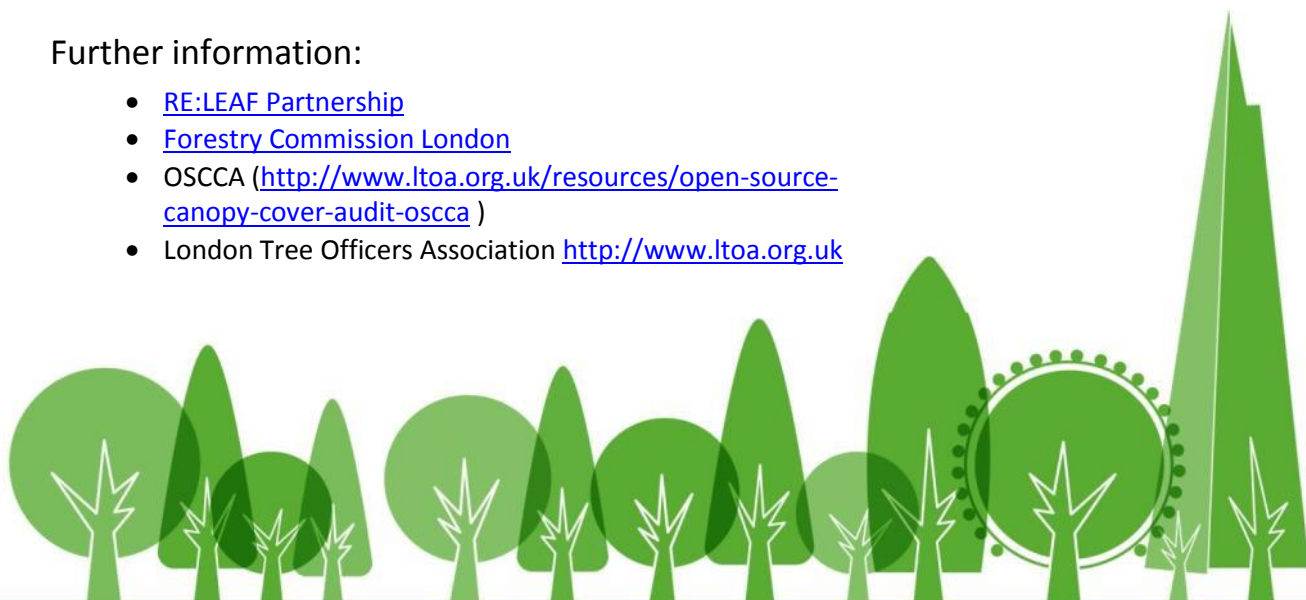 Further information:
• RE:LEAF Partnership
• Forestry Commission London
• OSCCA (http://www.ltoa.org.uk/resources/open-source-
canopy-cover-audit-oscca )
• London Tree Officers Association http://www.ltoa.org.uk